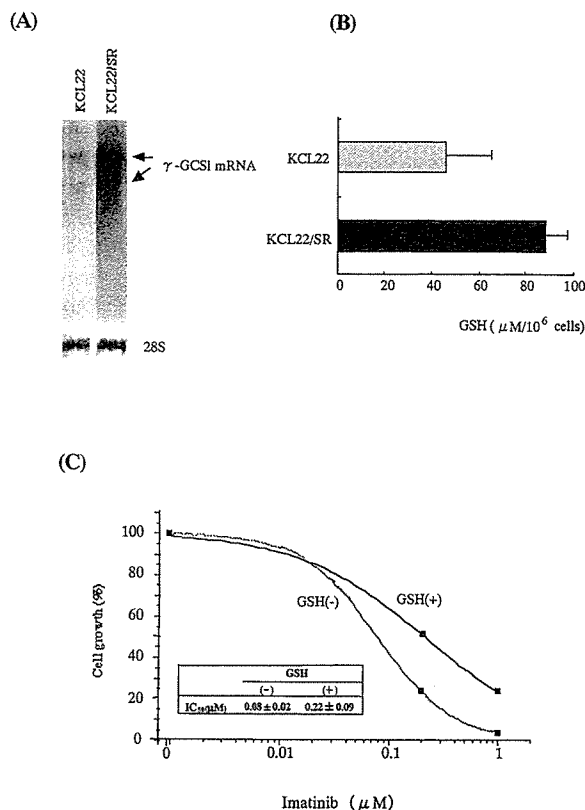 (A)
KCL22
KCL22/SR
γ-GCSl mRNA
28S
(B)
KCL22
KCL22/SR
0 20 40 60 80 100
GSH ( μM/10⁶ cells)
(C)
Cell growth (%)
100
80
60
40
20
0
GSH(-)
GSH(+)
GSH
(-) (+)
IC₅₀(μM) 0.08 ± 0.02 0.22 ± 0.09
0 0.01 0.1 1
Imatinib ( μ M )